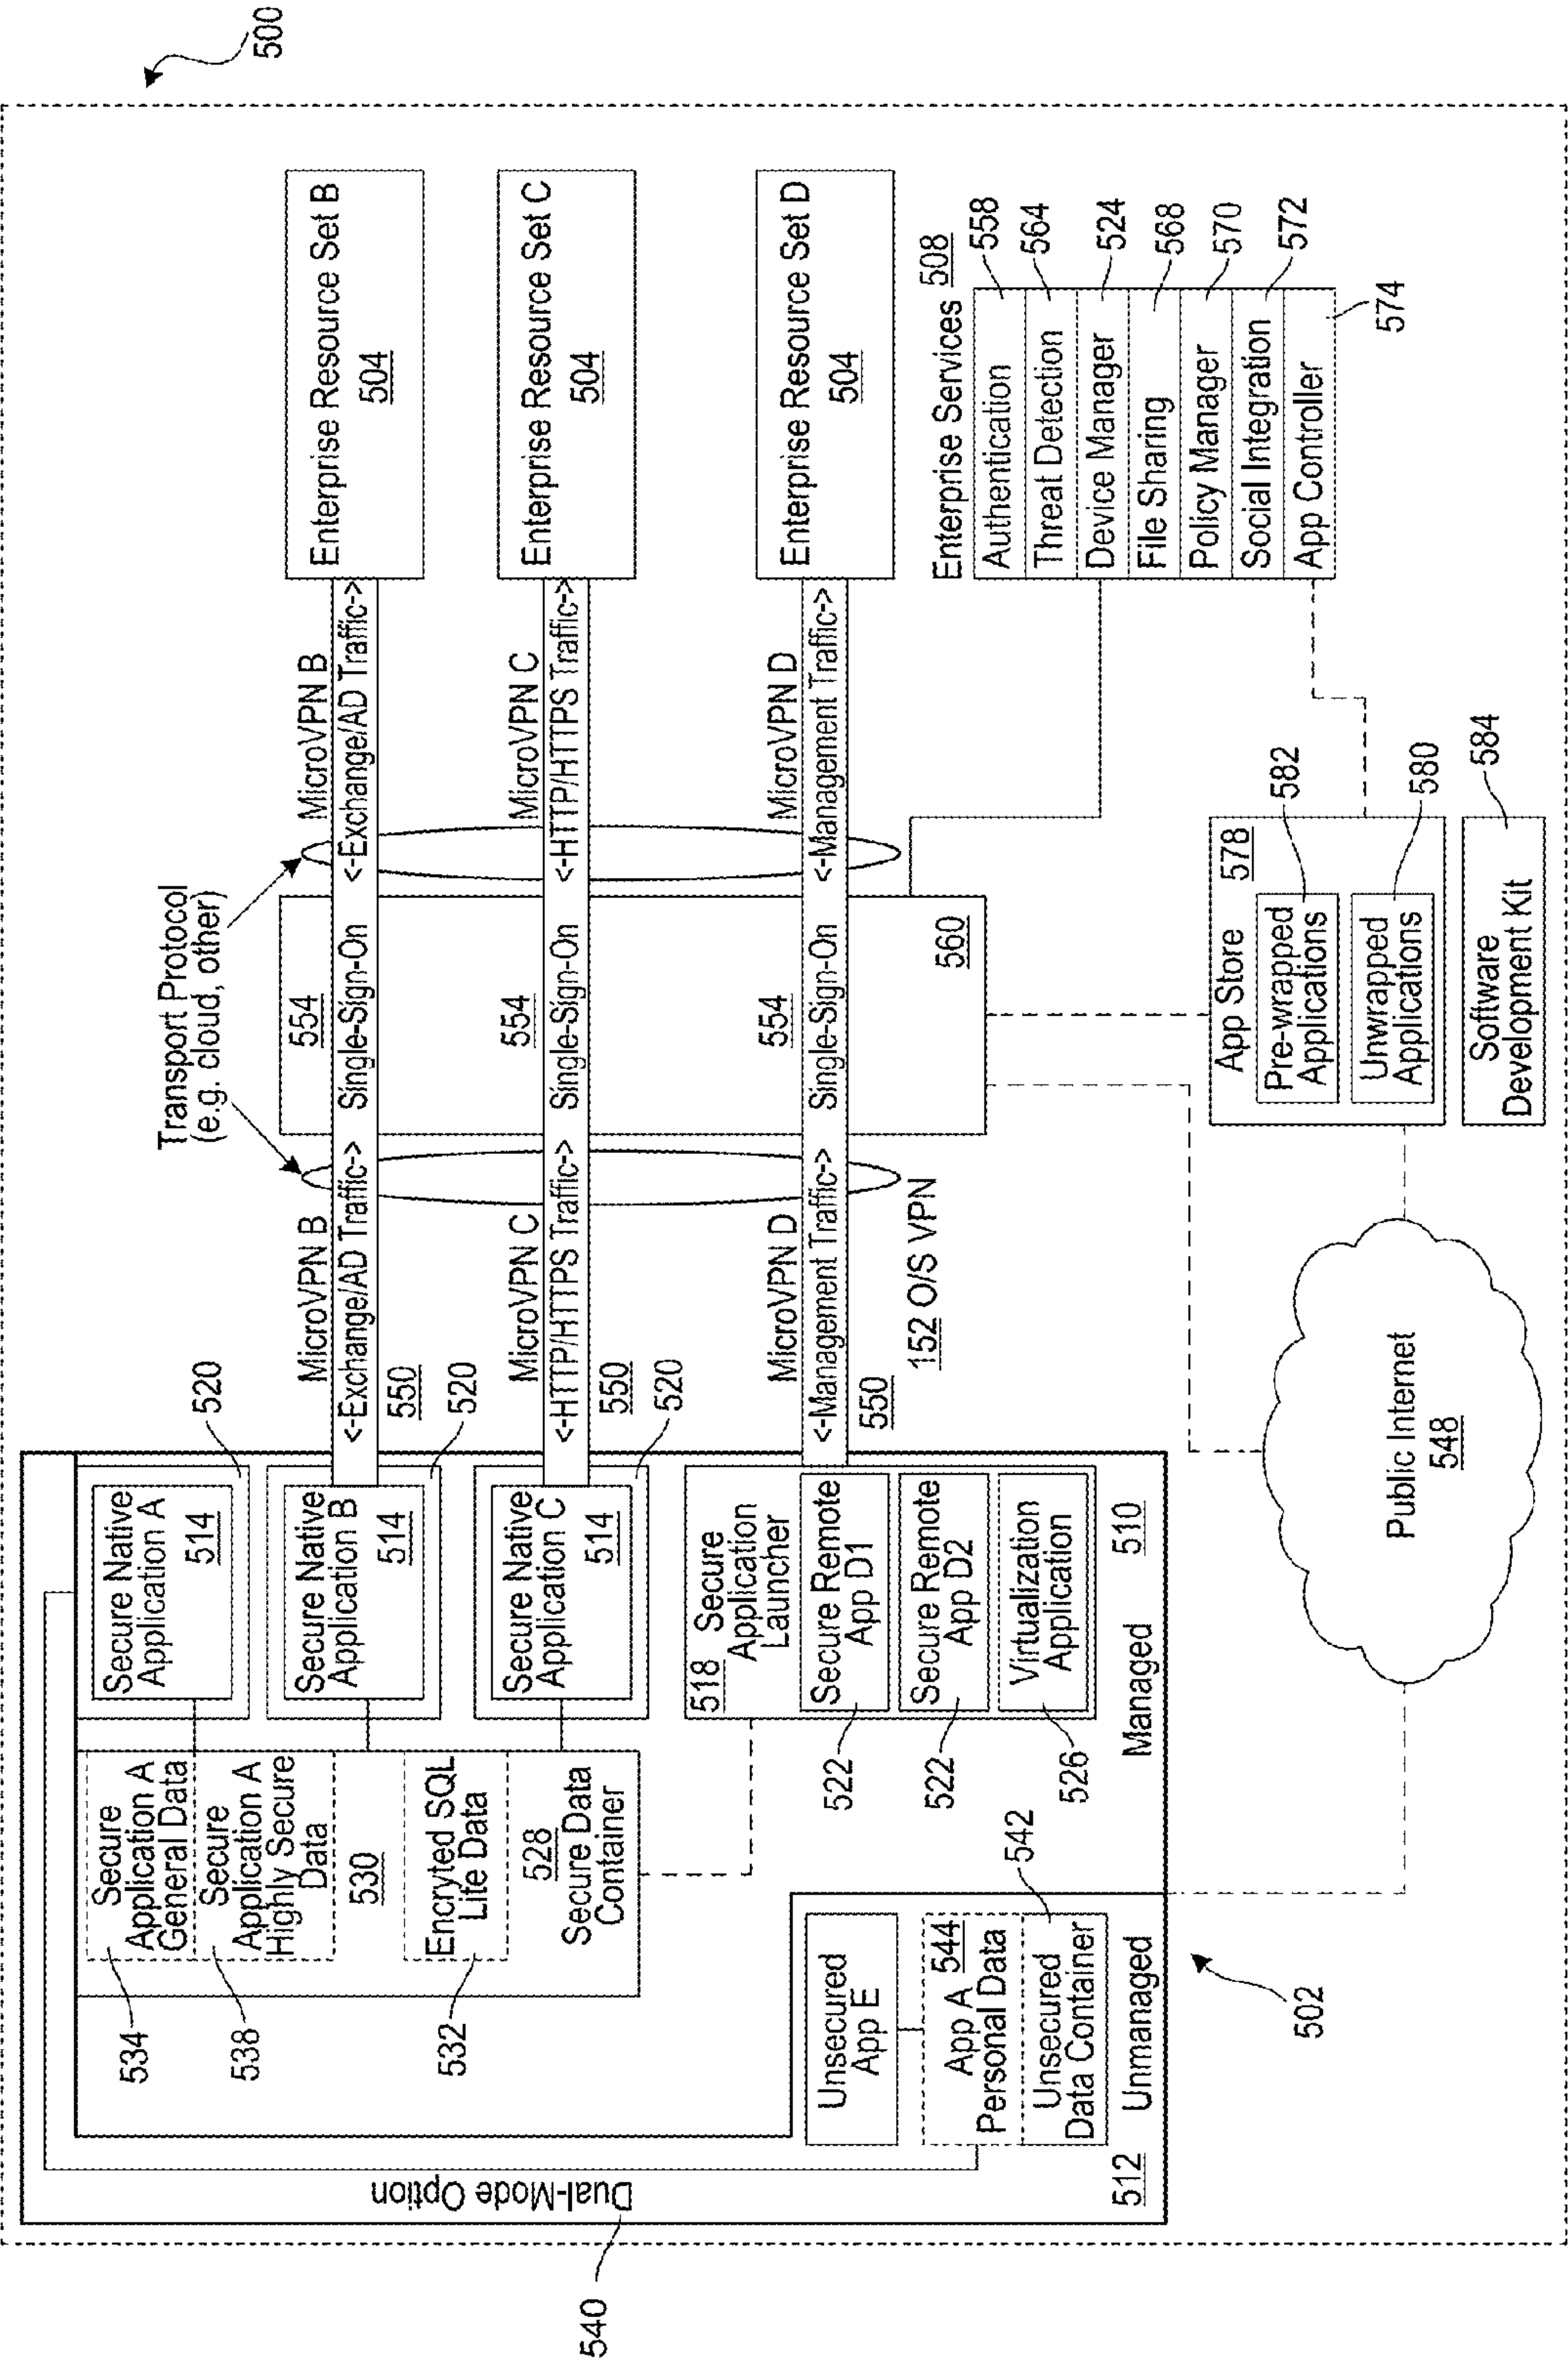 500
Dual-Mode Option
540
534
538
532
Secure
Application A
General Data
Secure
Application A
Highly Secure
Data
530
Encryted SQL
Life Data
528
Secure Data
Container
Secure Native
Application A
514
520
Secure Native
Application B
514
520
Secure Native
Application C
514
520
518 Secure
Application
Launcher
Secure Remote
App D1
Secure Remote
App D2
Virtualization
Application
522
522
526
Managed
510
Unsecured
App E
544
App A
Personal Data
Unsecured
Data Container
542
Unmanaged
512
502
Transport Protocol
(e.g. cloud, other)
MicroVPN B
<-Exchange/AD Traffic->
550
554
Single-Sign-On
MicroVPN B
<-Exchange/AD Traffic->
Enterprise Resource Set B
504
MicroVPN C
<-HTTP/HTTPS Traffic->
550
554
Single-Sign-On
MicroVPN C
<-HTTP/HTTPS Traffic->
Enterprise Resource Set C
504
MicroVPN D
<-Management Traffic->
550
554
Single-Sign-On
MicroVPN D
<-Management Traffic->
Enterprise Resource Set D
504
152 O/S VPN
560
Enterprise Services 508
Authentication
558
Threat Detection
564
Device Manager
524
File Sharing
568
Policy Manager
570
Social Integration
572
App Controller
574
Public Internet
548
App Store 578
Pre-wrapped
Applications
582
Unwrapped
Applications
580
Software
Development Kit
584